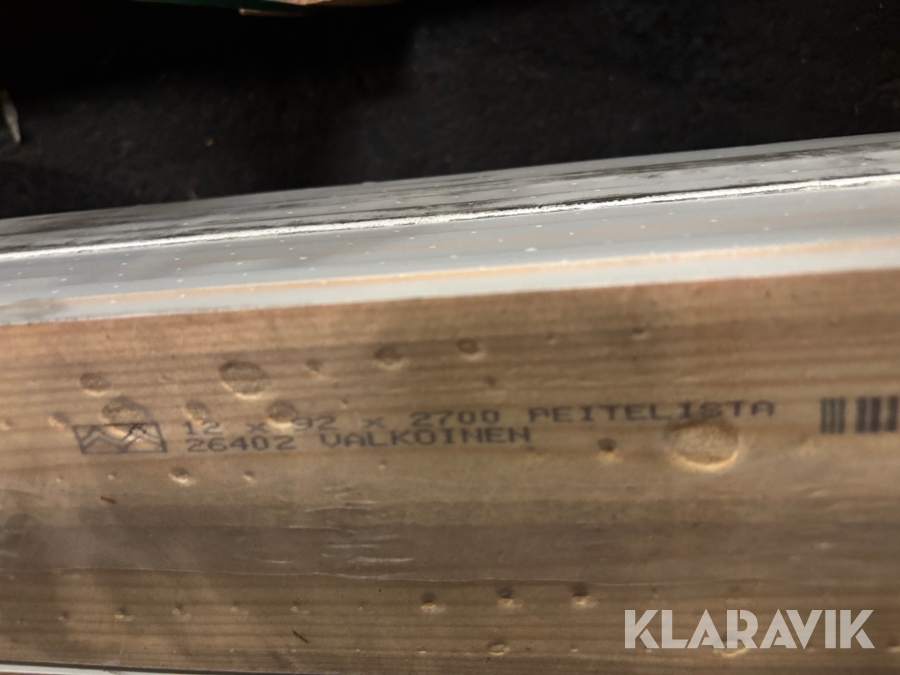 12 x 92 x 2700 PEITELISTA
26402 VALKOINEN
KLARAVIK